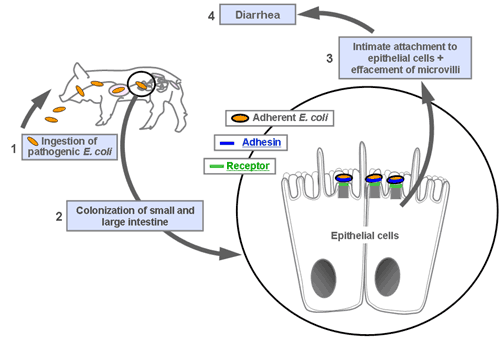 4
Diarrhea
3
Intimate attachment to
epithelial cells +
effacement of microvilli
1
Ingestion of
pathogenic E. coli
Adherent E. coli
Adhesin
Receptor
2
Colonization of small and
large intestine
Epithelial cells